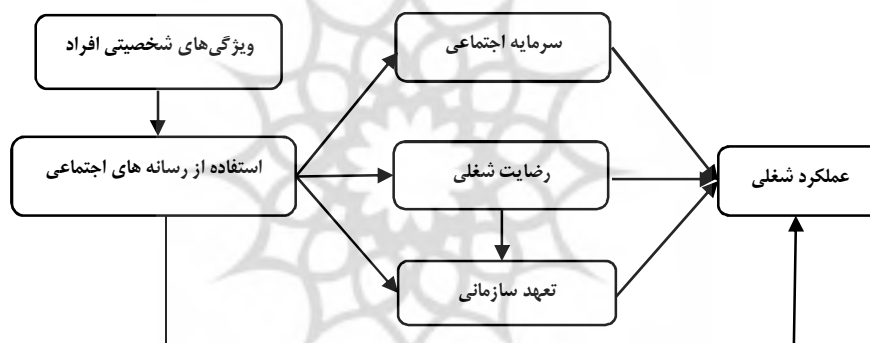 ویژگی‌های شخصیتی افراد
سرمایه اجتماعی
استفاده از رسانه های اجتماعی
رضایت شغلی
عملکرد شغلی
تعهد سازمانی